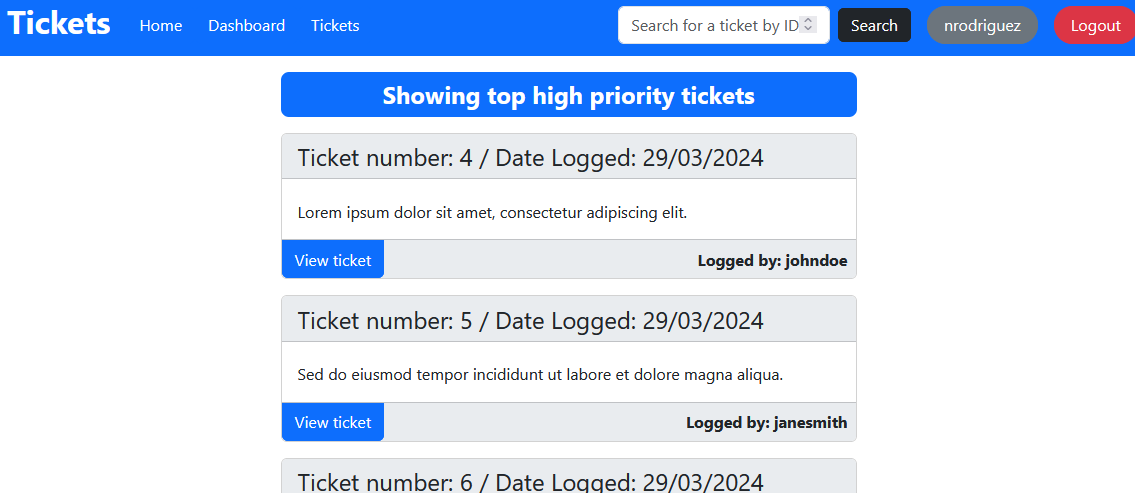 Tickets Home Dashboard Tickets Search for a ticket by ID Search nrodriguez Logout
Showing top high priority tickets
Ticket number: 4 / Date Logged: 29/03/2024
Lorem ipsum dolor sit amet, consectetur adipiscing elit.
View ticket Logged by: johndoe
Ticket number: 5 / Date Logged: 29/03/2024
Sed do eiusmod tempor incididunt ut labore et dolore magna aliqua.
View ticket Logged by: janesmith
Ticket number: 6 / Date Logged: 29/03/2024